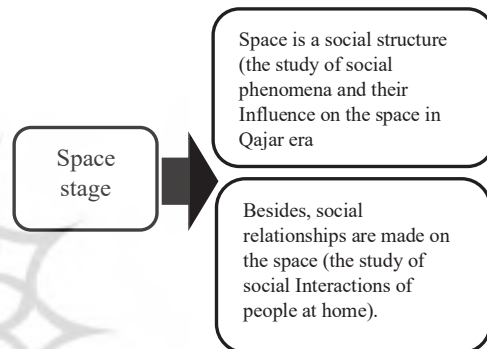 Space
stage
Space is a social structure
(the study of social
phenomena and their
Influence on the space in
Qajar era
Besides, social
relationships are made on
the space (the study of
social Interactions of
people at home).